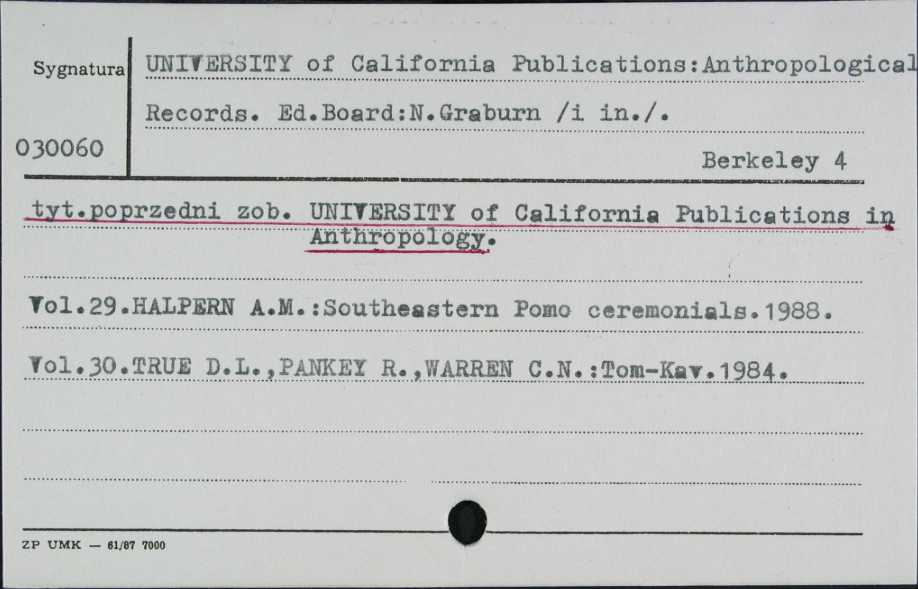 Sygnatura
UNIVERSITY of California Publications:Anthropological
Records. Ed.Board:N.Graburn /i in./.
030060
Berkeley 4
tyt.poprzedni zob. UNIVERSITY of California Publications in
Anthropology.
Vol.29.HALPERN A.M.:Southeastern Pomo ceremonials.1988.
Vol.30.TRUE D.L.,PANKEY R.,WARREN C.N.:Tom-Kav.1984.
ZP UMK — 61/87 7000